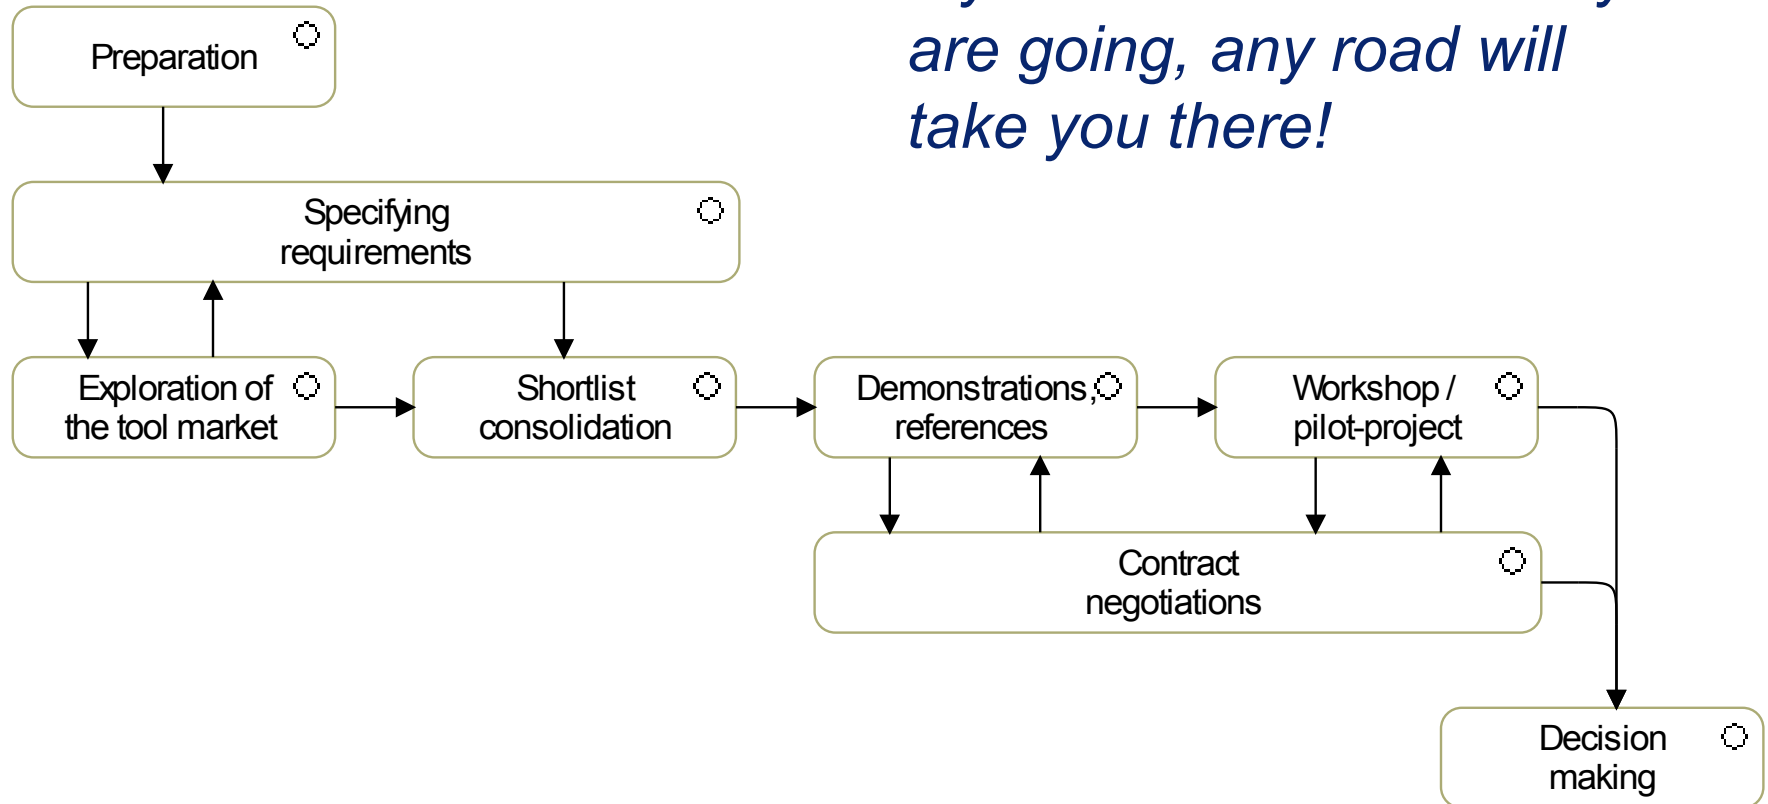 are going, any road will
take you there!
Preparation
Specifying
requirements
Exploration of
the tool market
Shortlist
consolidation
Demonstrations,
references
Workshop /
pilot-project
Contract
negotiations
Decision
making